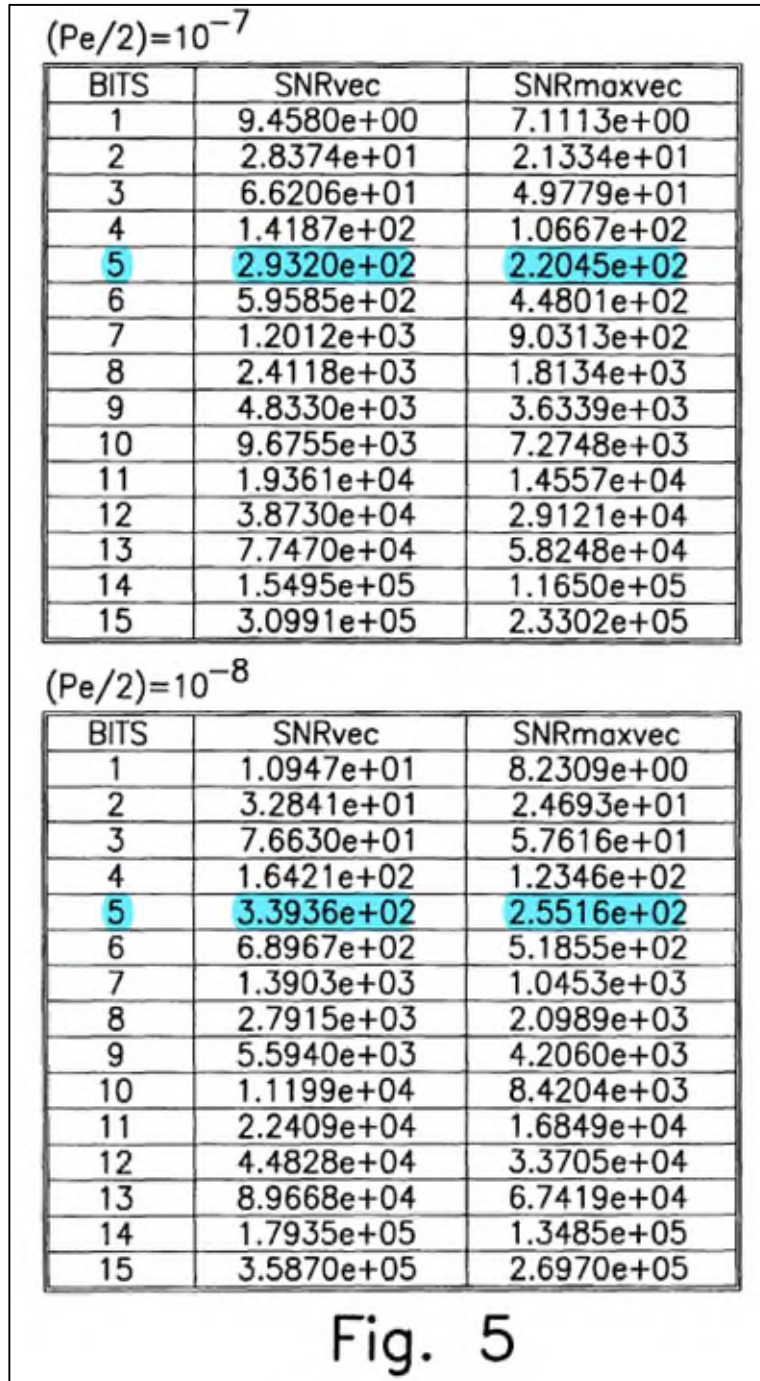 (Pe/2)=10⁻⁷
BITS SNRvec SNRmaxvec
1 9.4580e+00 7.1113e+00
2 2.8374e+01 2.1334e+01
3 6.6206e+01 4.9779e+01
4 1.4187e+02 1.0667e+02
5 2.9320e+02 2.2045e+02
6 5.9585e+02 4.4801e+02
7 1.2012e+03 9.0313e+02
8 2.4118e+03 1.8134e+03
9 4.8330e+03 3.6339e+03
10 9.6755e+03 7.2748e+03
11 1.9361e+04 1.4557e+04
12 3.8730e+04 2.9121e+04
13 7.7470e+04 5.8248e+04
14 1.5495e+05 1.1650e+05
15 3.0991e+05 2.3302e+05
(Pe/2)=10⁻⁸
BITS SNRvec SNRmaxvec
1 1.0947e+01 8.2309e+00
2 3.2841e+01 2.4693e+01
3 7.6630e+01 5.7616e+01
4 1.6421e+02 1.2346e+02
5 3.3936e+02 2.5516e+02
6 6.8967e+02 5.1855e+02
7 1.3903e+03 1.0453e+03
8 2.7915e+03 2.0989e+03
9 5.5940e+03 4.2060e+03
10 1.1199e+04 8.4204e+03
11 2.2409e+04 1.6849e+04
12 4.4828e+04 3.3705e+04
13 8.9668e+04 6.7419e+04
14 1.7935e+05 1.3485e+05
15 3.5870e+05 2.6970e+05
Fig. 5